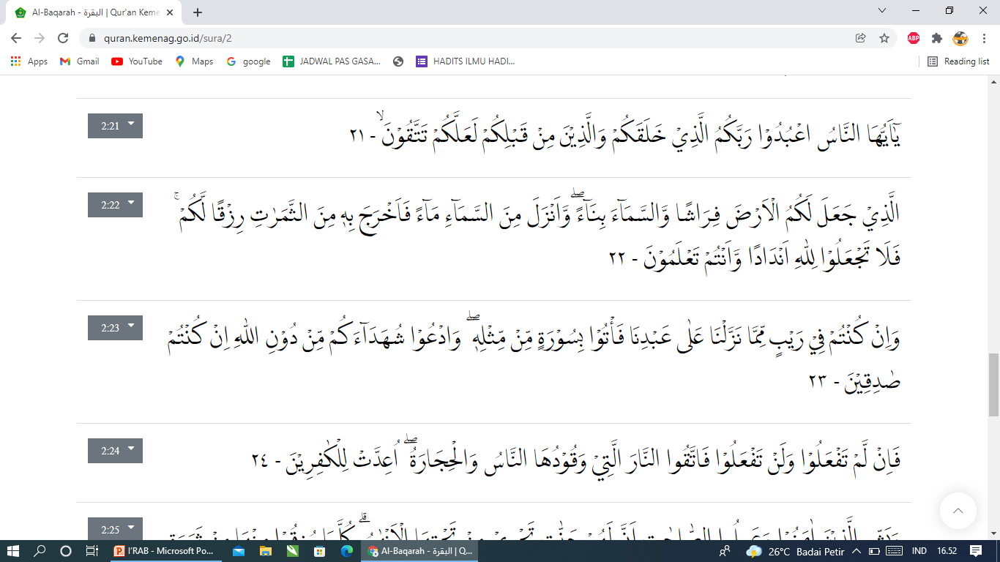 Al-Baqarah - البقرة | Qur'an Keme
quran.kemenag.go.id/sura/2
ABP
Apps Gmail YouTube Maps google JADWAL PAS GASA... HADITS ILMU HADI... Reading list
2:21
يٰٓاَيُّهَا النَّاسُ اعْبُدُوْا رَبَّكُمُ الَّذِيْ خَلَقَكُمْ وَالَّذِيْنَ مِنْ قَبْلِكُمْ لَعَلَّكُمْ تَتَّقُوْنَۙ - ٢١
2:22
الَّذِيْ جَعَلَ لَكُمُ الْاَرْضَ فِرَاشًا وَّالسَّمَاۤءَ بِنَاۤءًۖ وَّاَنْزَلَ مِنَ السَّمَاۤءِ مَاۤءً فَاَخْرَجَ بِهٖ مِنَ الثَّمَرٰتِ رِزْقًا لَّكُمْ ۚ
فَلَا تَجْعَلُوْا لِلّٰهِ اَنْدَادًا وَّاَنْتُمْ تَعْلَمُوْنَ - ٢٢
2:23
وَاِنْ كُنْتُمْ فِيْ رَيْبٍ مِّمَّا نَزَّلْنَا عَلٰى عَبْدِنَا فَأْتُوْا بِسُوْرَةٍ مِّنْ مِّثْلِهٖ ۖ وَادْعُوْا شُهَدَاۤءَكُمْ مِّنْ دُوْنِ اللّٰهِ اِنْ كُنْتُمْ
صٰدِقِيْنَ - ٢٣
2:24
فَاِنْ لَّمْ تَفْعَلُوْا وَلَنْ تَفْعَلُوْا فَاتَّقُوا النَّارَ الَّتِيْ وَقُوْدُهَا النَّاسُ وَالْحِجَارَةُ ۖ اُعِدَّتْ لِلْكٰفِرِيْنَ - ٢٤
2:25
I'RAB - Microsoft Po... Al-Baqarah - البقرة | Q... 26°C Badai Petir IND 16.52